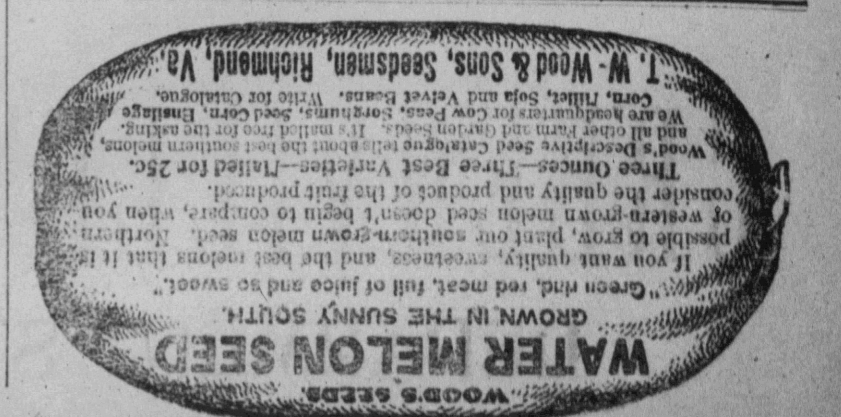 "WOOD'S SEEDS."
WATER MELON SEED
GROWN IN THE SUNNY SOUTH.
"Green rind, red meat, full of juice and so sweet."
If you want quality, sweetness, and the best melons that it is
possible to grow, plant our southern-grown melon seed. Northern
or western-grown melon seed doesn't begin to compare, when you
consider the quality and product of the fruit produced.
Three Ounces—Three Best Varieties—Mailed for 25c.
Wood's Descriptive Seed Catalogue tells about the best southern melons,
and all other Farm and Garden Seeds. It's mailed free for the asking.
We are headquarters for Cow Peas, Sorghums, Seed Corn, Ensilage
Corn, Millet, Soja and Velvet Beans. Write for Catalogue.
T. W. Wood & Sons, Seedsmen, Richmond, Va.